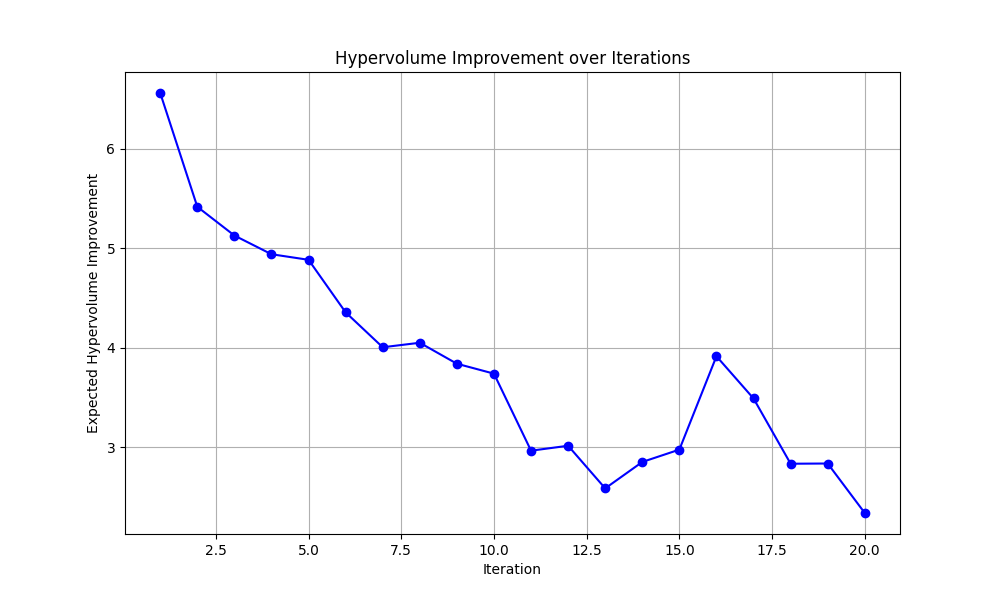 Hypervolume Improvement over Iterations
Expected Hypervolume Improvement
6
5
4
3
2.5 5.0 7.5 10.0 12.5 15.0 17.5 20.0
Iteration